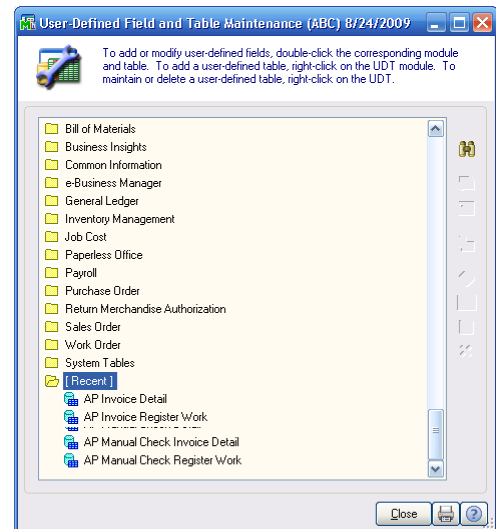 User-Defined Field and Table Maintenance (ABC) 8/24/2009
To add or modify user-defined fields, double-click the corresponding module
and table. To add a user-defined table, right-click on the UDT module. To
maintain or delete a user-defined table, right-click on the UDT.
Bill of Materials
Business Insights
Common Information
e-Business Manager
General Ledger
Inventory Management
Job Cost
Paperless Office
Payroll
Purchase Order
Return Merchandise Authorization
Sales Order
Work Order
System Tables
[ Recent ]
AP Invoice Detail
AP Invoice Register Work
AP Manual Check Invoice Detail
AP Manual Check Register Work
Close